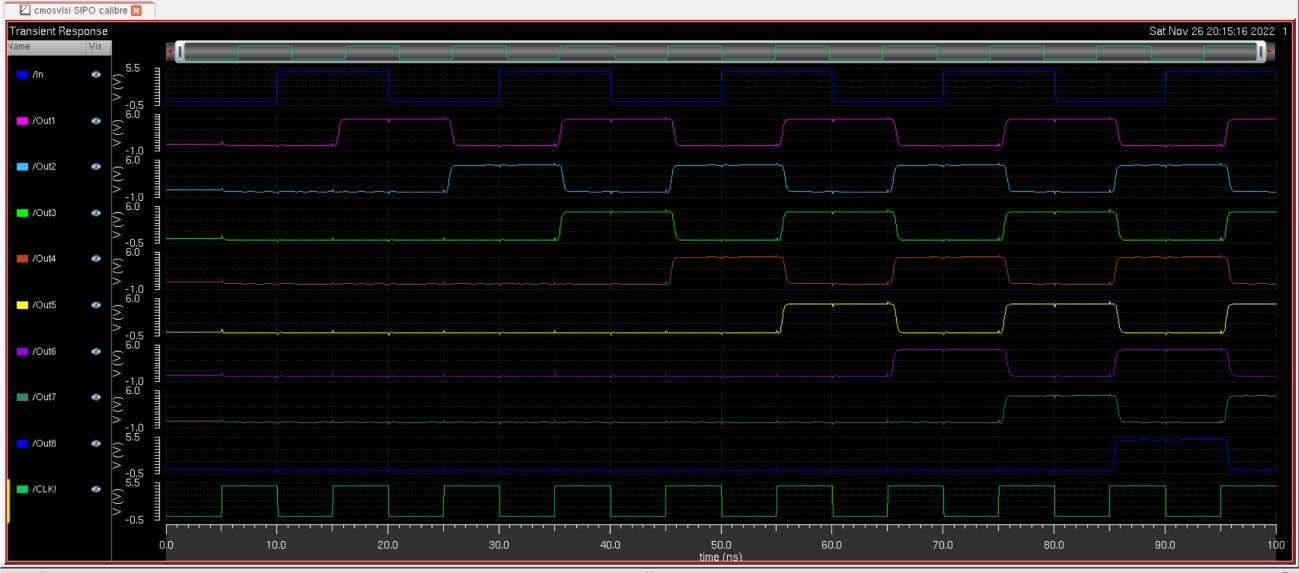 cmosvlsi SIPO calibre
Transient Response
Sat Nov 26 20:15:16 2022 1
Name Vis
/In
V (V)
5.5
-0.5
/Out1
V (V)
6.0
-1.0
/Out2
V (V)
6.0
-1.0
/Out3
V (V)
6.0
-0.5
/Out4
V (V)
6.0
-1.0
/Out5
V (V)
6.0
-0.5
/Out6
V (V)
6.0
-1.0
/Out7
V (V)
6.0
-1.0
/Out8
V (V)
5.5
-0.5
/CLK!
V (V)
5.5
-0.5
0.0 10.0 20.0 30.0 40.0 50.0 60.0 70.0 80.0 90.0 100
time (ns)